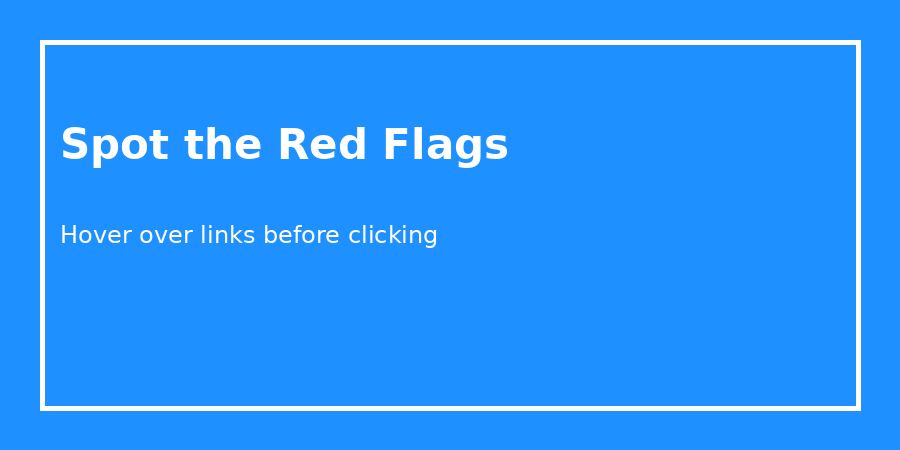 Spot the Red Flags
Hover over links before clicking